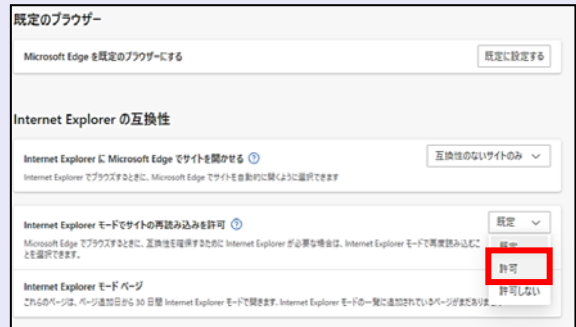 既定のブラウザー
Microsoft Edge を既定のブラウザーにする
既定に設定する
Internet Explorer の互換性
Internet Explorer に Microsoft Edge でサイトを開かせる ?
互換性のないサイトのみ
Internet Explorer でブラウズするときに、Microsoft Edge でサイトを自動的に開くように選択できます
Internet Explorer モードでサイトの再読み込みを許可 ?
既定
Microsoft Edge でブラウズするときに、互換性を確保するために Internet Explorer が必要な場合は、Internet Explorer モードで再度読み込むこ
とを選択できます。
既定
許可
許可しない
Internet Explorer モード ページ
これらのページは、ページ追加日から 30 日間 Internet Explorer モードで開きます. Internet Explorer モードの一覧に追加されているページがまだありま